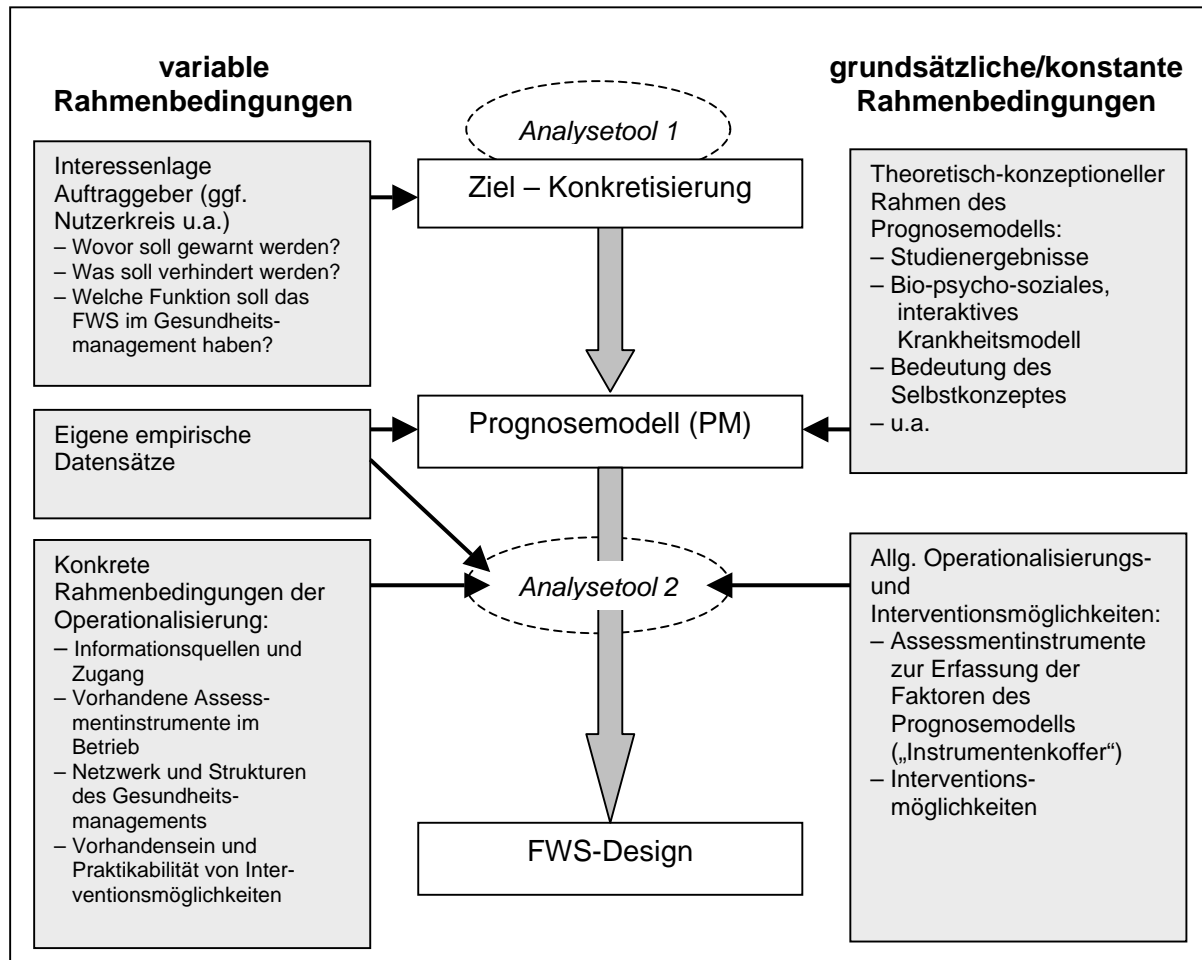 variable
Rahmenbedingungen
Interessenlage
Auftraggeber (ggf.
Nutzerkreis u.a.)
– Wovor soll gewarnt werden?
– Was soll verhindert werden?
– Welche Funktion soll das
FWS im Gesundheits-
management haben?
Eigene empirische
Datensätze
Konkrete
Rahmenbedingungen der
Operationalisierung:
– Informationsquellen und
Zugang
– Vorhandene Assess-
mentinstrumente im
Betrieb
– Netzwerk und Strukturen
des Gesundheits-
managements
– Vorhandensein und
Praktikabilität von Inter-
ventionsmöglichkeiten
Analysetool 1
Ziel – Konkretisierung
Prognosemodell (PM)
Analysetool 2
FWS-Design
grundsätzliche/konstante
Rahmenbedingungen
Theoretisch-konzeptioneller
Rahmen des
Prognosemodells:
– Studienergebnisse
– Bio-psycho-soziales,
interaktives
Krankheitsmodell
– Bedeutung des
Selbstkonzeptes
– u.a.
Allg. Operationalisierungs-
und
Interventionsmöglichkeiten:
– Assessmentinstrumente
zur Erfassung der
Faktoren des
Prognosemodells
(„Instrumentenkoffer“)
– Interventions-
möglichkeiten